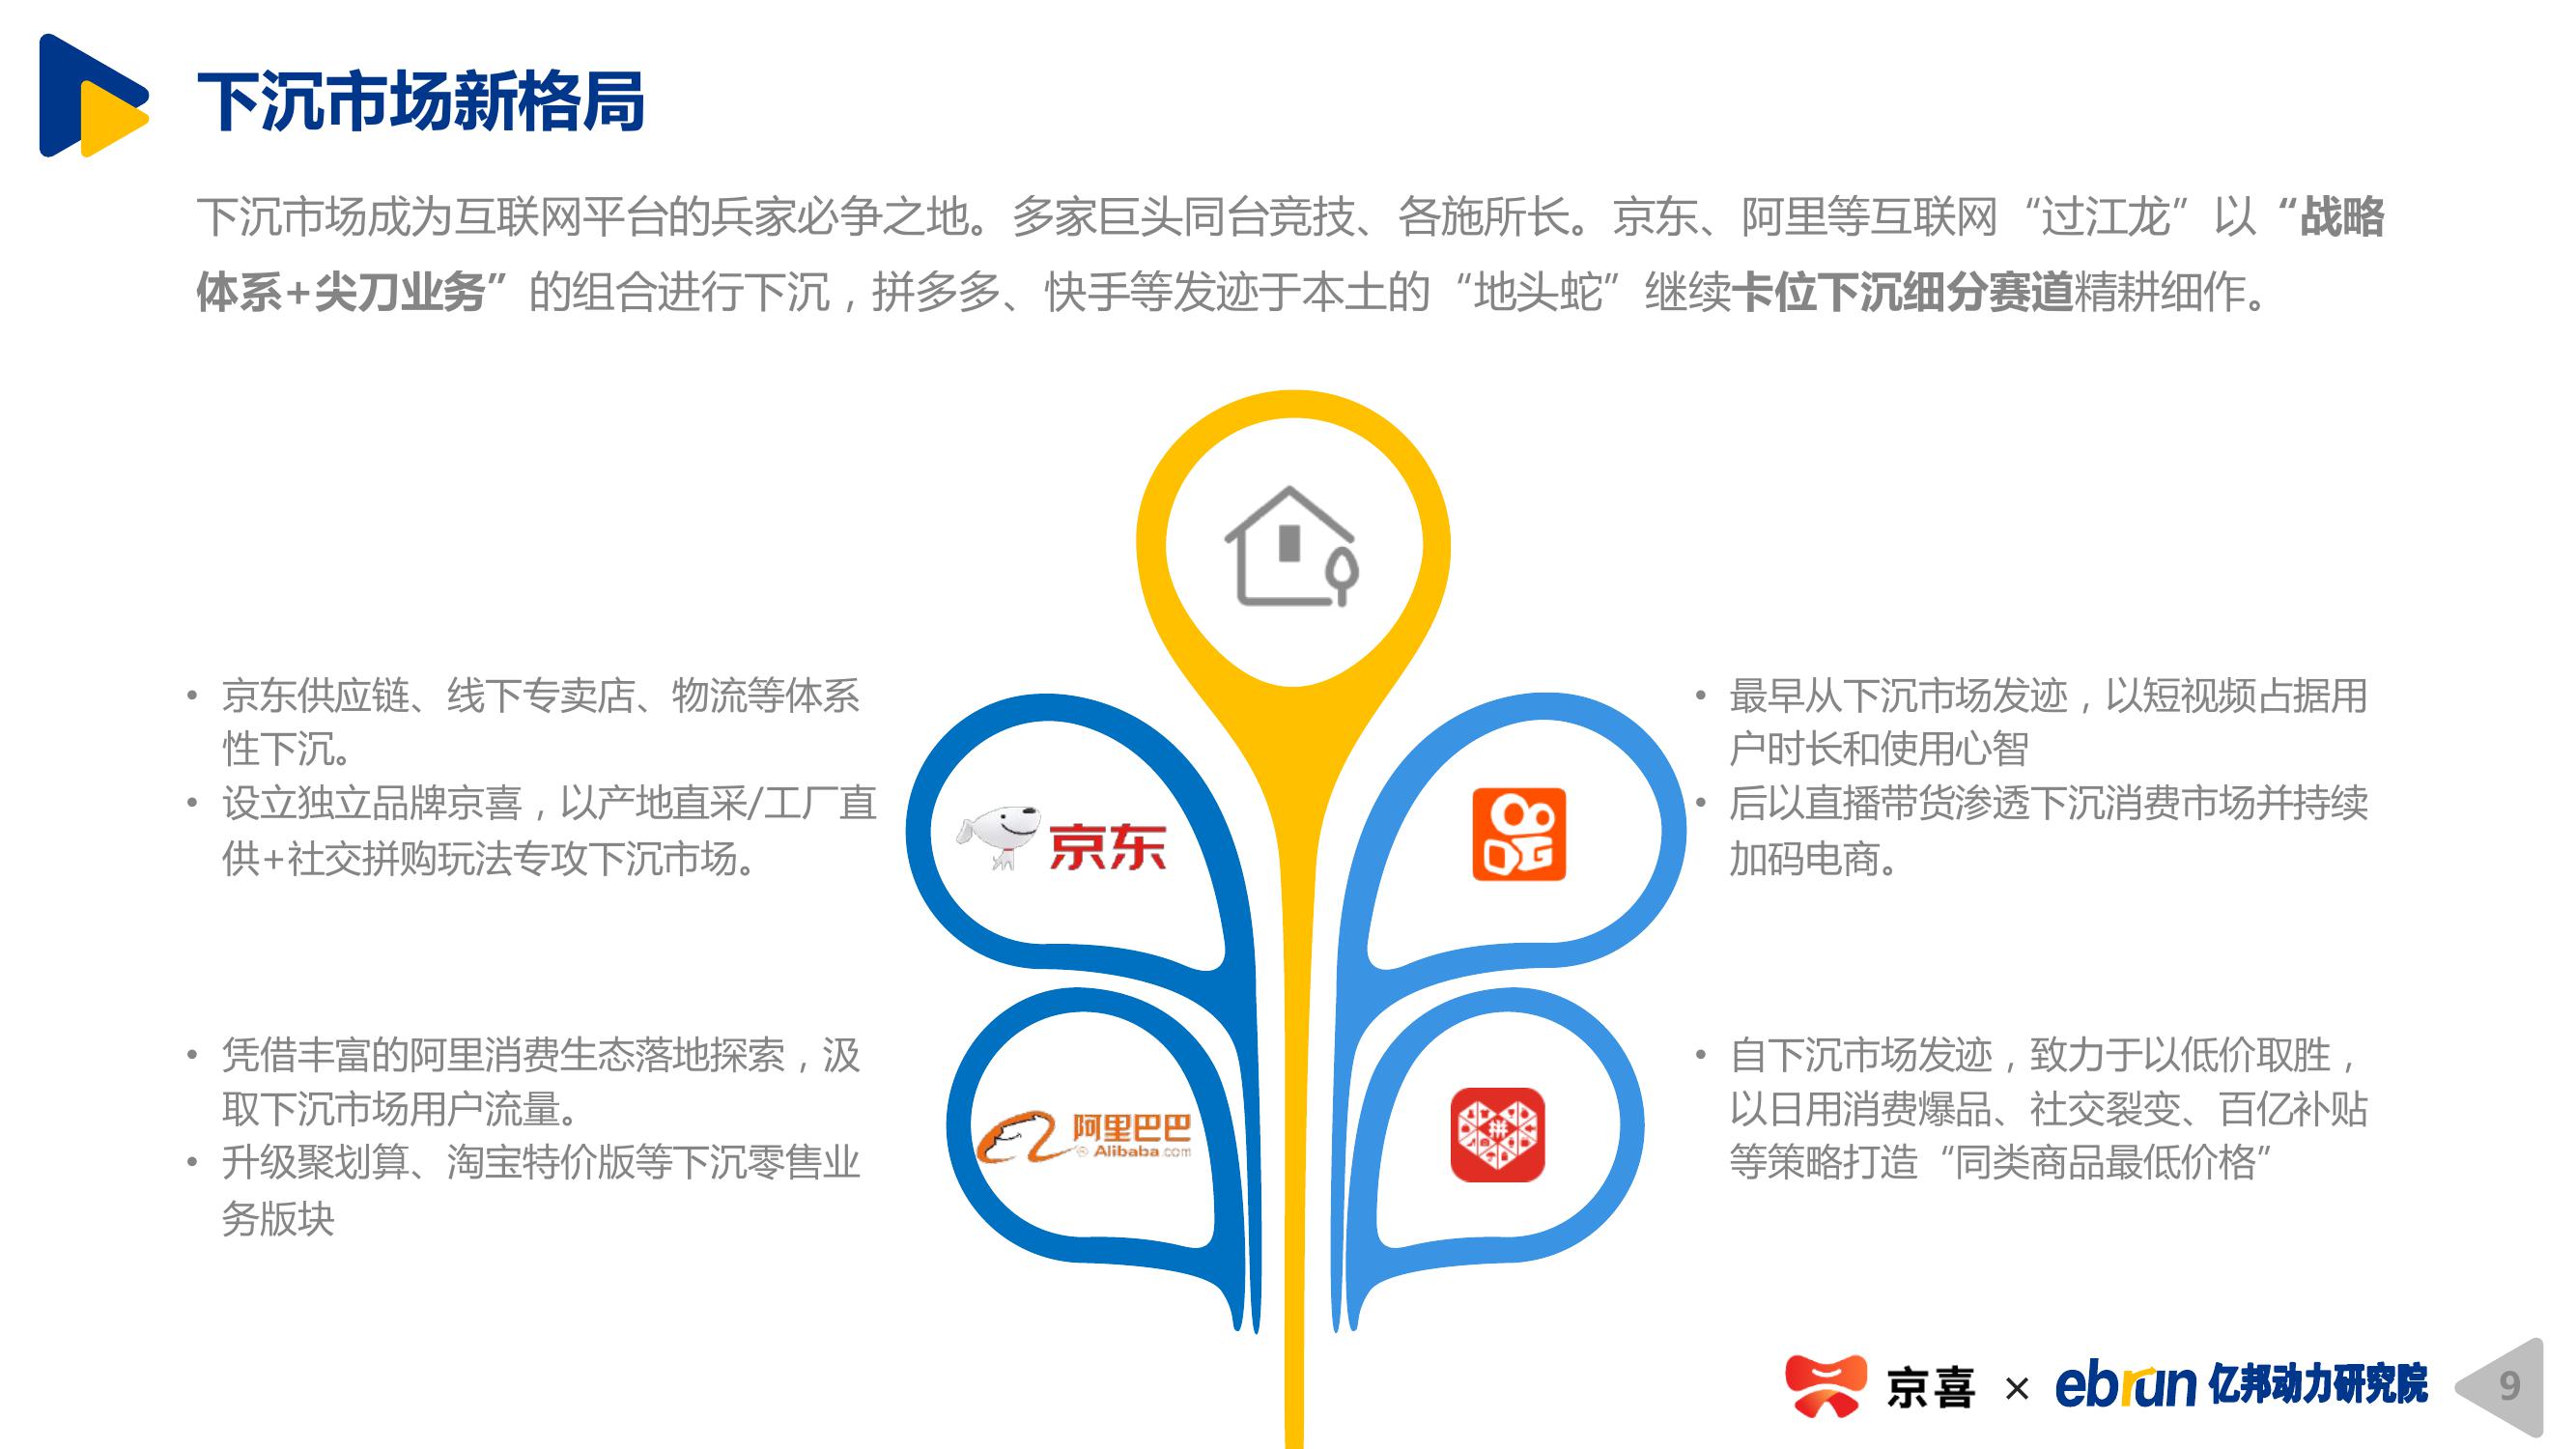 下沉市场新格局
下沉市场成为互联网平台的兵家必争之地。多家巨头同台竞技、各施所长。京东、阿里等互联网“过江龙”以“战略
体系+尖刀业务”的组合进行下沉，拼多多、快手等发迹于本土的“地头蛇”继续卡位下沉细分赛道精耕细作。
• 京东供应链、线下专卖店、物流等体系
性下沉。
• 设立独立品牌京喜，以产地直采/工厂直
供+社交拼购玩法专攻下沉市场。
京东
• 最早从下沉市场发迹，以短视频占据用
户时长和使用心智
• 后以直播带货渗透下沉消费市场并持续
加码电商。
• 凭借丰富的阿里消费生态落地探索，汲
取下沉市场用户流量。
• 升级聚划算、淘宝特价版等下沉零售业
务版块
阿里巴巴
Alibaba.com
拼
• 自下沉市场发迹，致力于以低价取胜，
以日用消费爆品、社交裂变、百亿补贴
等策略打造“同类商品最低价格”
京喜 × ebrun 亿邦动力研究院
9